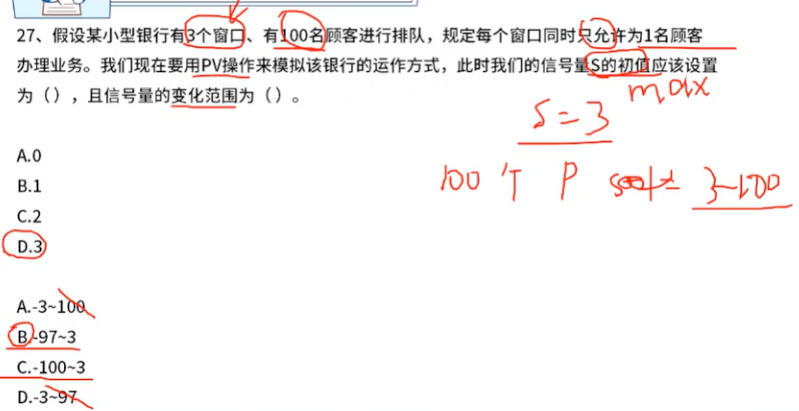 27、假设某小型银行有3个窗口、有100名顾客进行排队，规定每个窗口同时只允许为1名顾客
办理业务。我们现在要用PV操作来模拟该银行的运作方式，此时我们的信号量S的初值应该设置
为（），且信号量的变化范围为（）。
max
S=3
A.0
100个 P 3-100
B.1
C.2
D.3
A.-3~100
B.-97~3
C.-100~3
D.-3~97